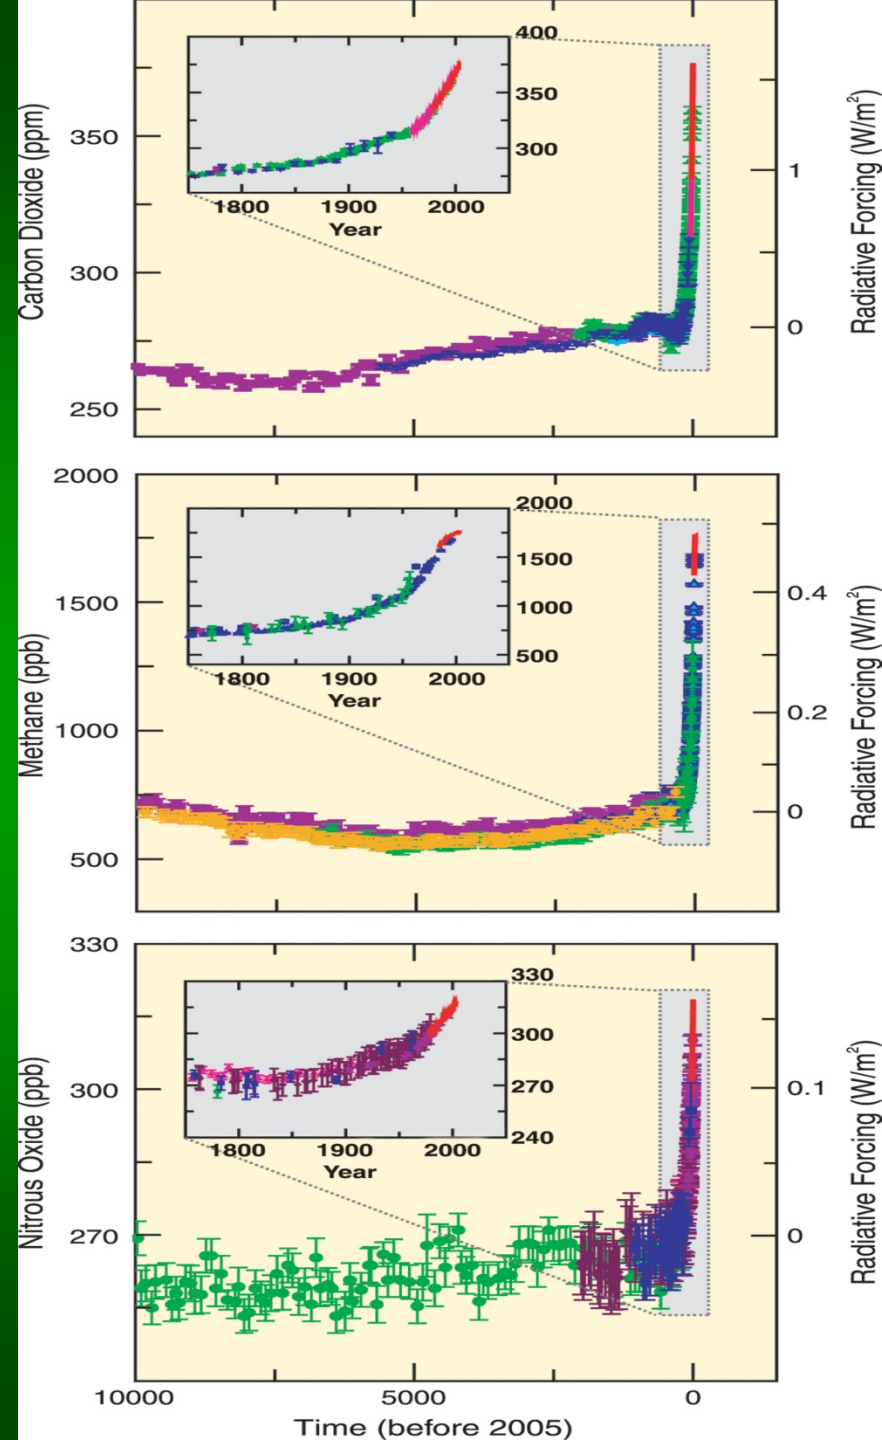 Carbon Dioxide (ppm)
350
300
250
400
350
300
1800 1900 2000
Year
1
0
Radiative Forcing (W/m²)
Methane (ppb)
2000
1500
1000
500
2000
1500
1000
500
1800 1900 2000
Year
0.4
0.2
0
Radiative Forcing (W/m²)
Nitrous Oxide (ppb)
330
300
270
330
300
270
240
1800 1900 2000
Year
0.1
0
Radiative Forcing (W/m²)
10000 5000 0
Time (before 2005)